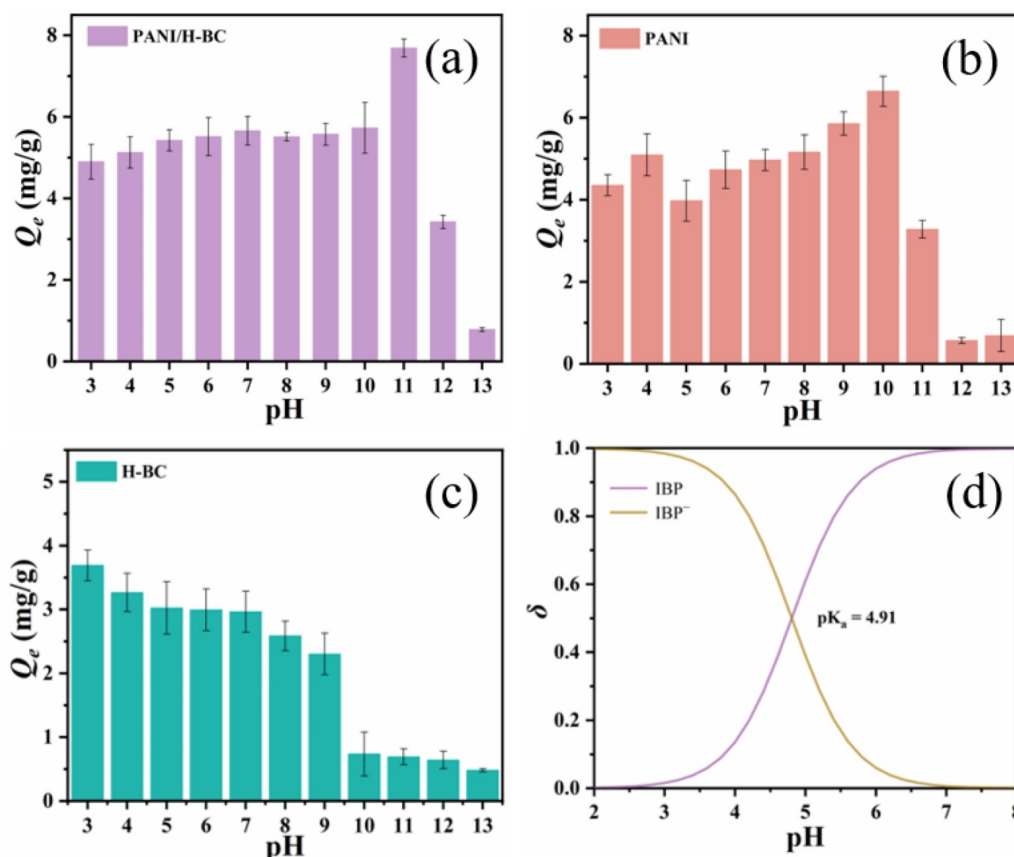 PANI/H-BC
(a)
8
6
4
2
0
Qe (mg/g)
3 4 5 6 7 8 9 10 11 12 13
pH
PANI
(b)
8
6
4
2
0
Qe (mg/g)
3 4 5 6 7 8 9 10 11 12 13
pH
H-BC
(c)
5
4
3
2
1
0
Qe (mg/g)
3 4 5 6 7 8 9 10 11 12 13
pH
(d)
1.0
0.8
0.6
0.4
0.2
0.0
δ
IBP
IBP⁻
pKa = 4.91
2 3 4 5 6 7 8
pH